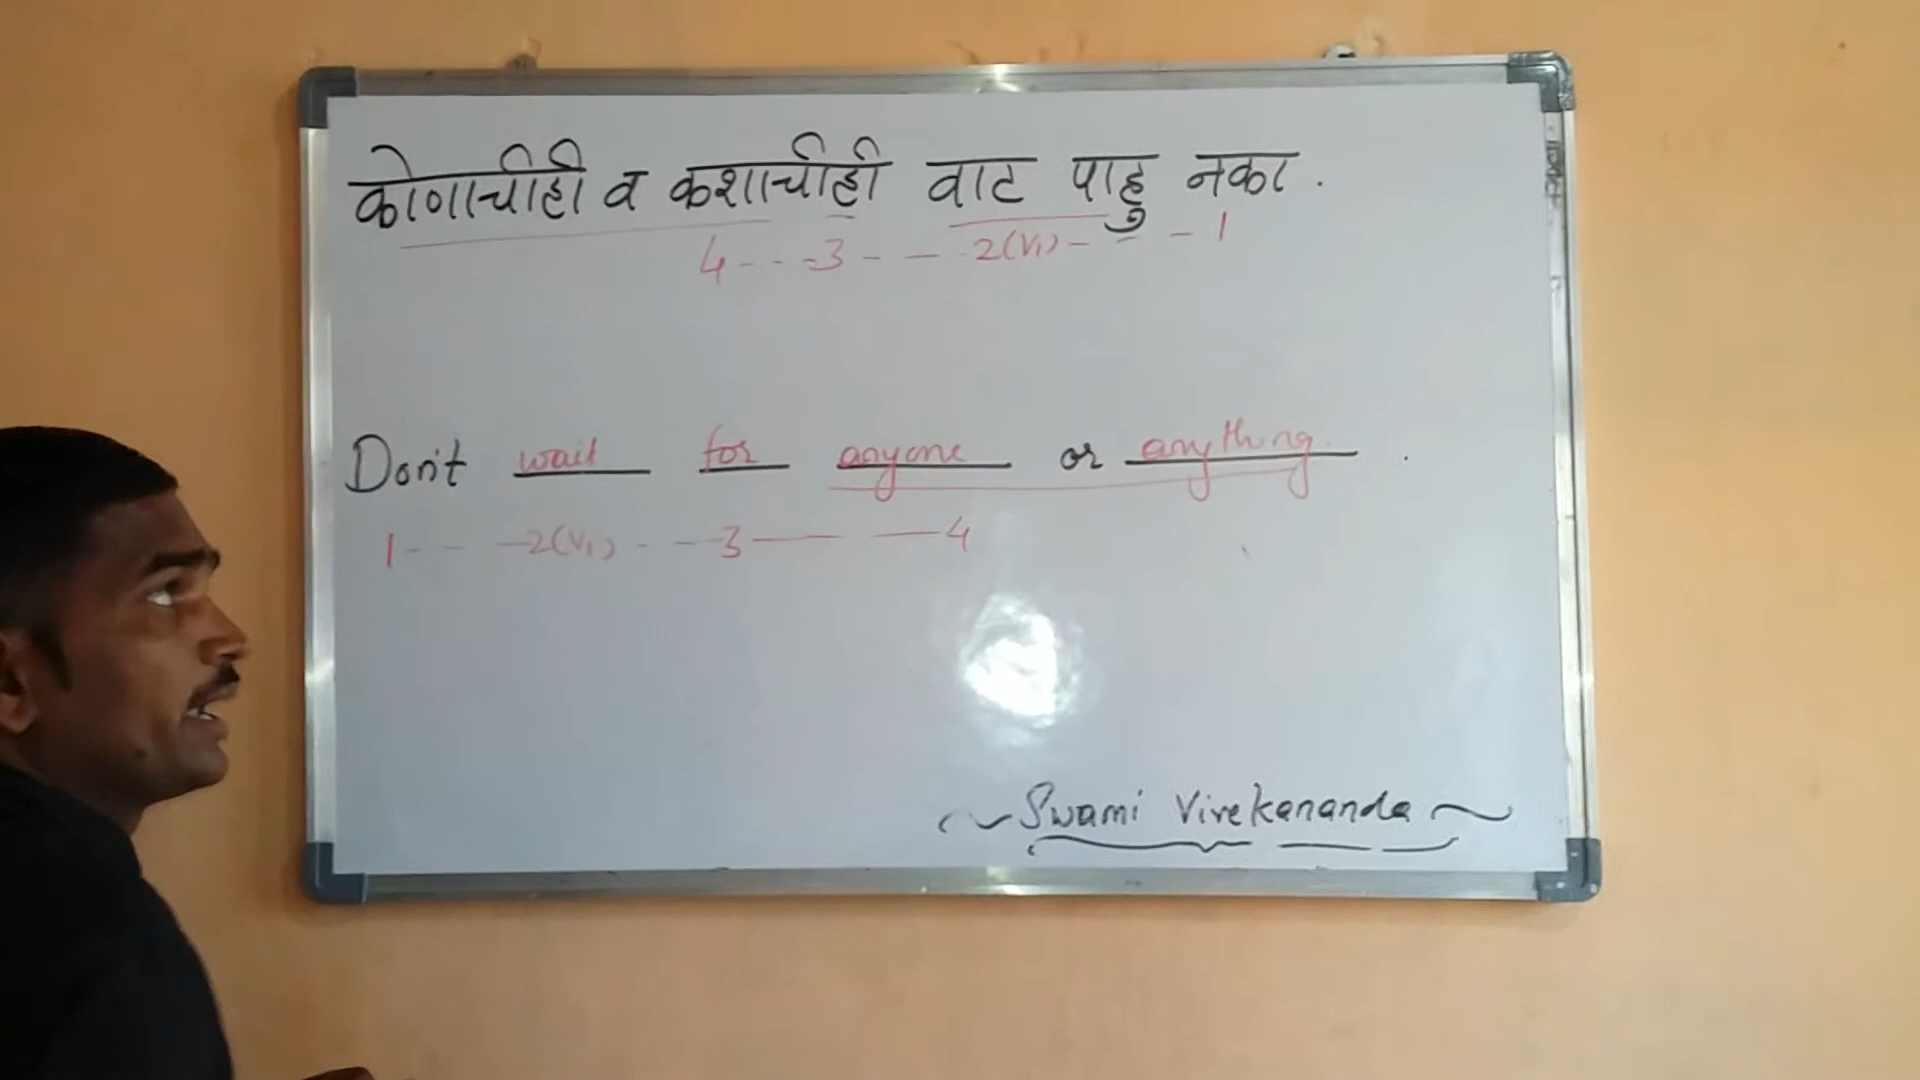 कोणाचीही व कशाचीही वाट पाहु नका.
4 - - - 3 - - 2(V₁) - - - 1
Don't wait for anyone or anything.
1 - - - 2(V₁) - - 3 — — 4
~ Swami Vivekananda ~